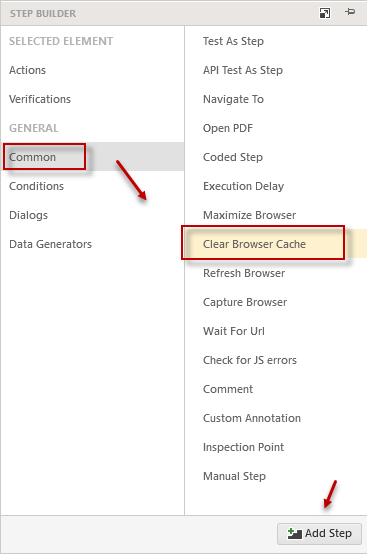 STEP BUILDER
SELECTED ELEMENT
Actions
Verifications
GENERAL
Common
Conditions
Dialogs
Data Generators
Test As Step
API Test As Step
Navigate To
Open PDF
Coded Step
Execution Delay
Maximize Browser
Clear Browser Cache
Refresh Browser
Capture Browser
Wait For Url
Check for JS errors
Comment
Custom Annotation
Inspection Point
Manual Step
Add Step